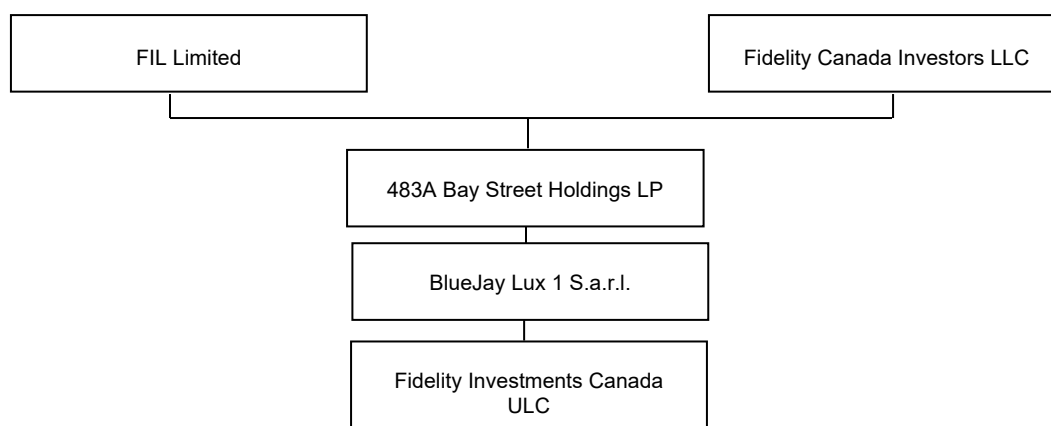 FIL Limited
Fidelity Canada Investors LLC
483A Bay Street Holdings LP
BlueJay Lux 1 S.a.r.l.
Fidelity Investments Canada
ULC